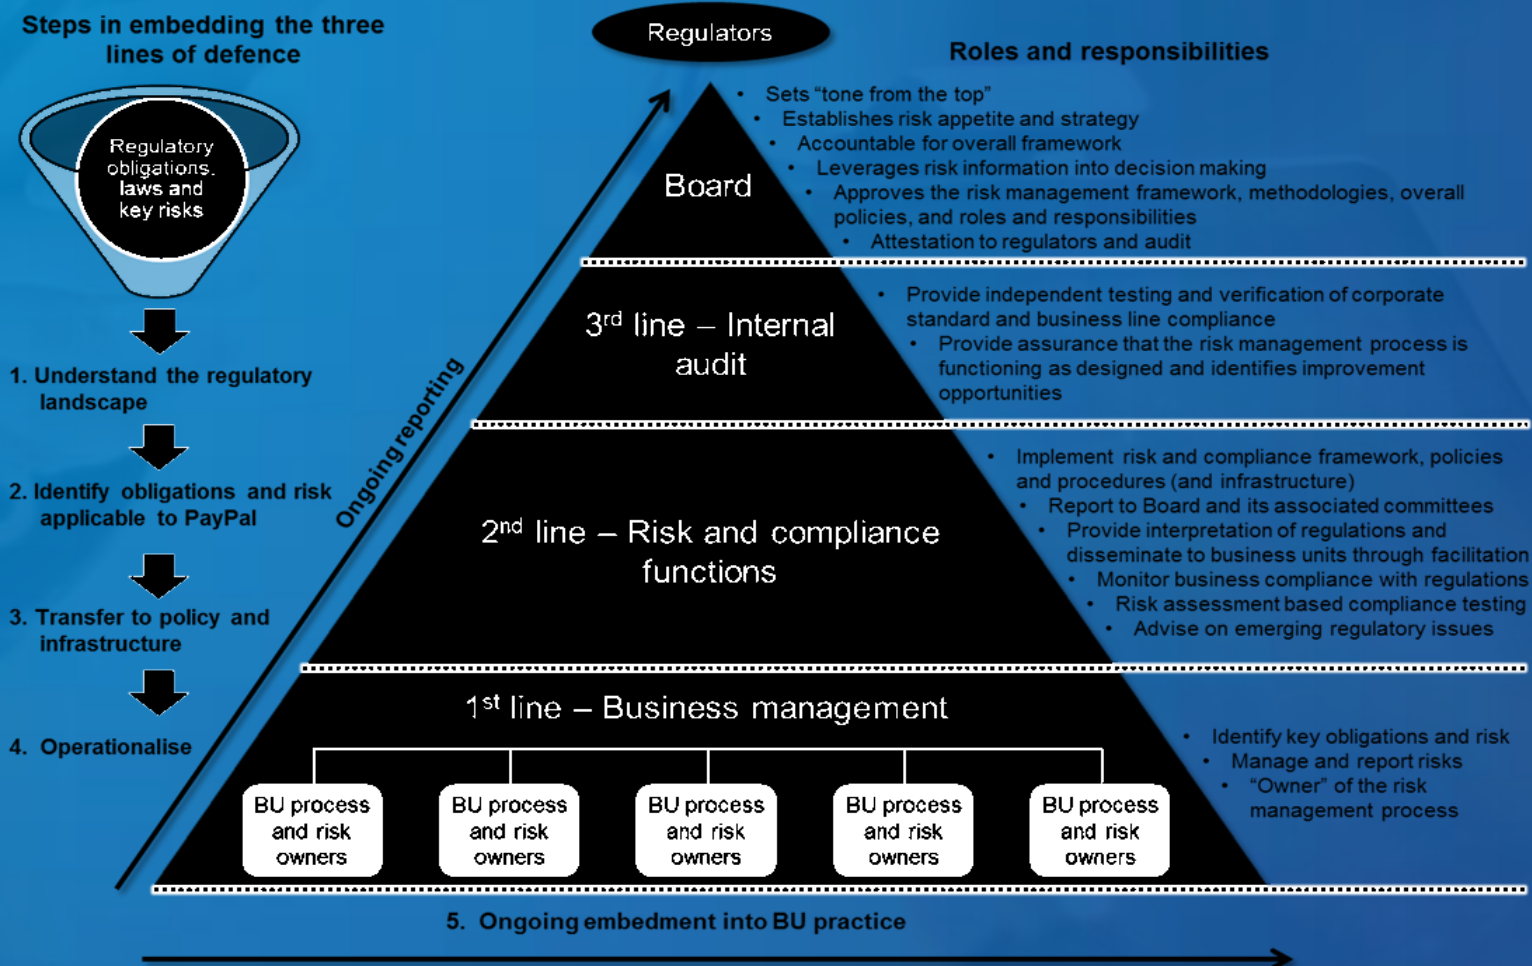 Steps in embedding the three
lines of defence
Regulatory
obligations,
laws and
key risks
1. Understand the regulatory
landscape
2. Identify obligations and risk
applicable to PayPal
3. Transfer to policy and
infrastructure
4. Operationalise
Ongoing reporting
Regulators
Board
3rd line – Internal
audit
2nd line – Risk and compliance
functions
1st line – Business management
BU process
and risk
owners
BU process
and risk
owners
BU process
and risk
owners
BU process
and risk
owners
BU process
and risk
owners
5. Ongoing embedment into BU practice
Roles and responsibilities
• Sets “tone from the top”
• Establishes risk appetite and strategy
• Accountable for overall framework
• Leverages risk information into decision making
• Approves the risk management framework, methodologies, overall
policies, and roles and responsibilities
• Attestation to regulators and audit
• Provide independent testing and verification of corporate
standard and business line compliance
• Provide assurance that the risk management process is
functioning as designed and identifies improvement
opportunities
• Implement risk and compliance framework, policies
and procedures (and infrastructure)
• Report to Board and its associated committees
• Provide interpretation of regulations and
disseminate to business units through facilitation
• Monitor business compliance with regulations
• Risk assessment based compliance testing
• Advise on emerging regulatory issues
• Identify key obligations and risk
• Manage and report risks
• “Owner” of the risk
management process